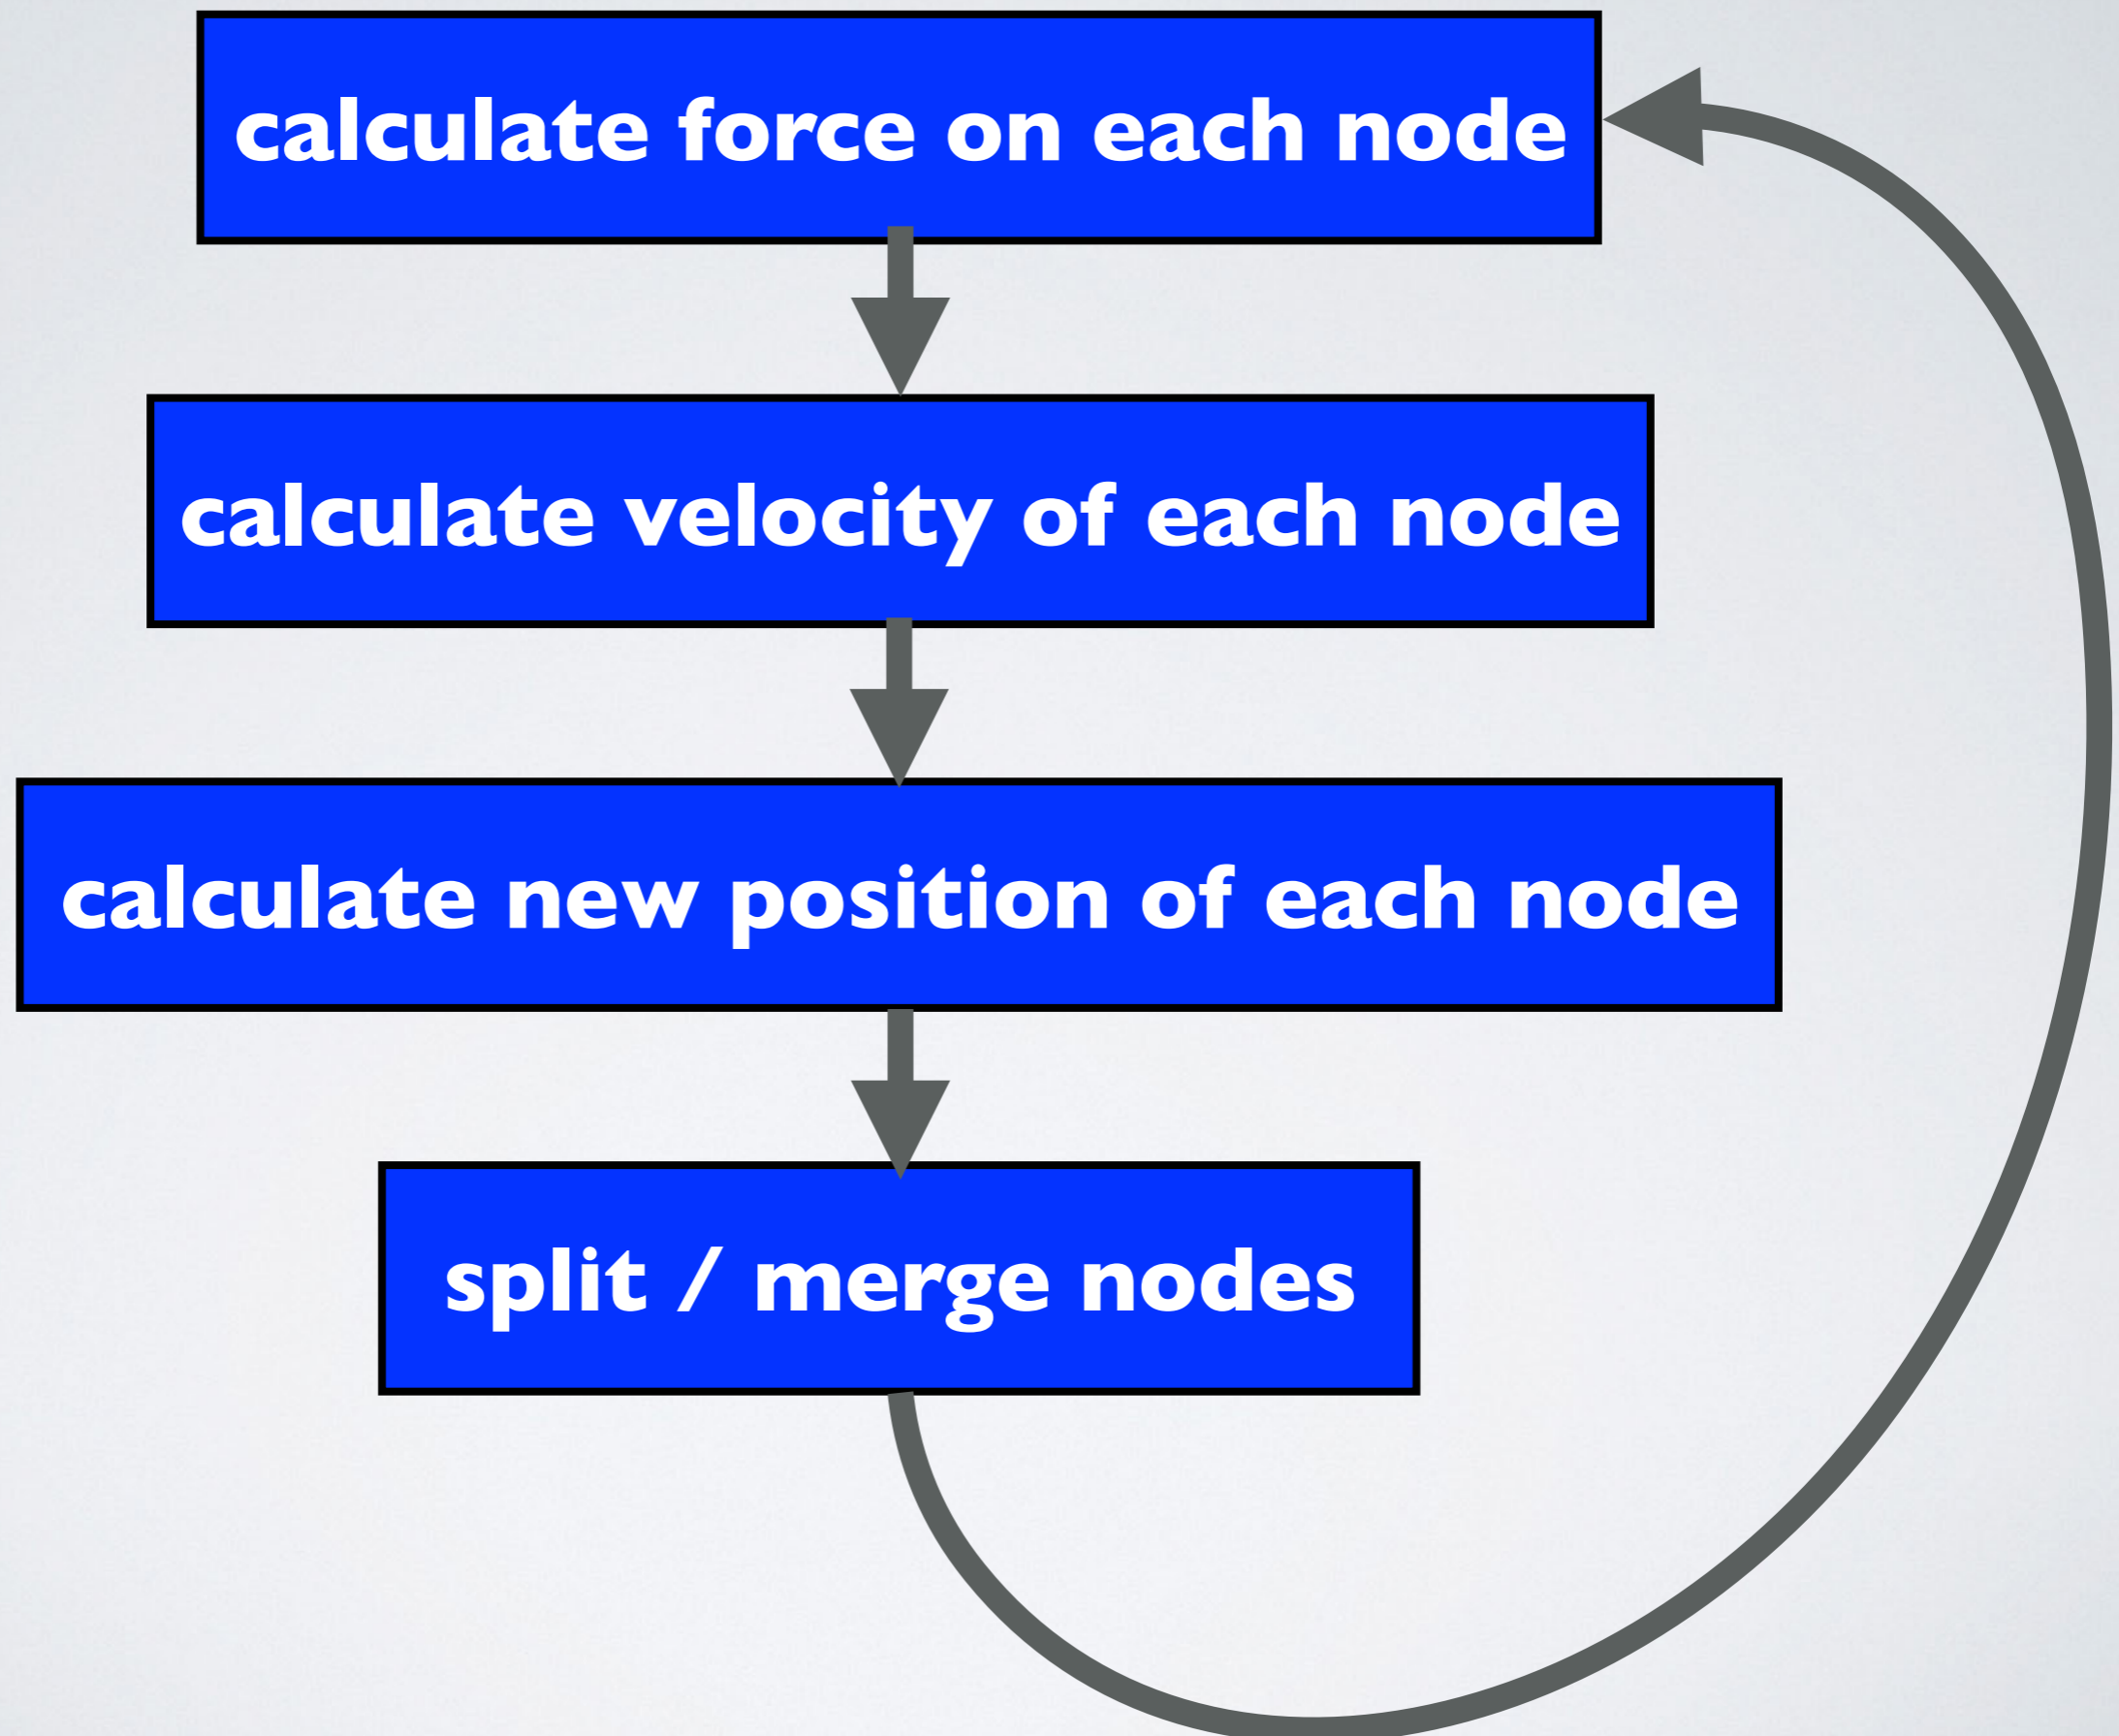 calculate force on each node
calculate velocity of each node
calculate new position of each node
split / merge nodes